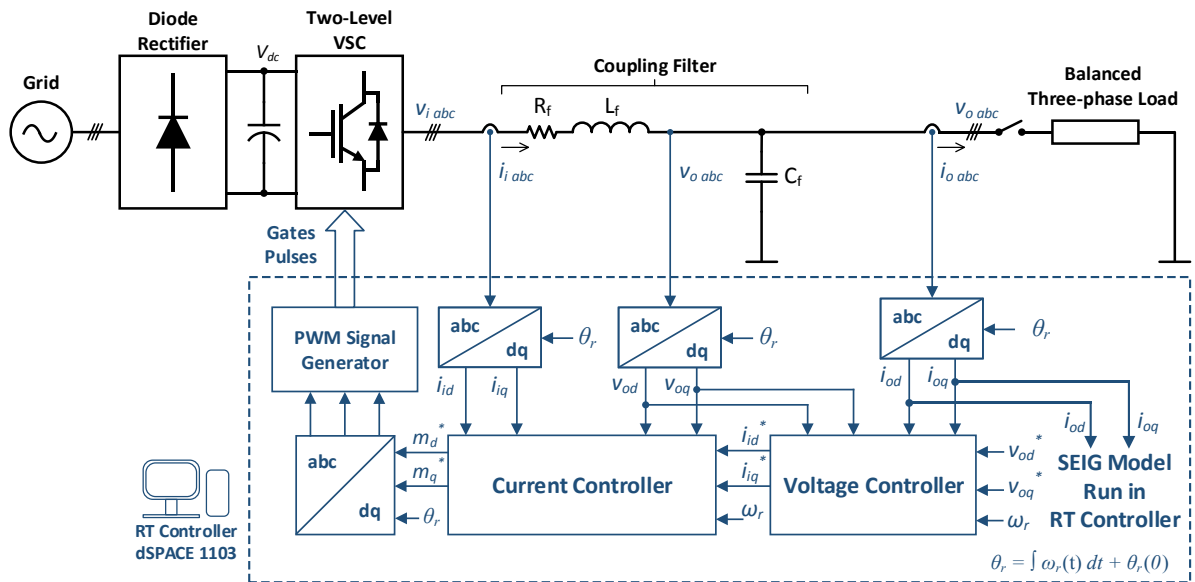 Diode
Rectifier
Two-Level
VSC
V_dc
Grid
Coupling Filter
Balanced
Three-phase Load
v_i abc
R_f
L_f
v_o abc
i_i abc
v_o abc
C_f
i_o abc
Gates
Pulses
PWM Signal
Generator
abc
dq
θ_r
abc
dq
θ_r
abc
dq
θ_r
i_id
i_iq
v_od
v_oq
i_od
i_oq
i_od
i_oq
abc
dq
m_d*
m_q*
θ_r
Current Controller
i_id*
i_iq*
ω_r
Voltage Controller
v_od*
v_oq*
ω_r
SEIG Model
Run in
RT Controller
RT Controller
dSPACE 1103
θ_r = ∫ ω_r(t) dt + θ_r(0)